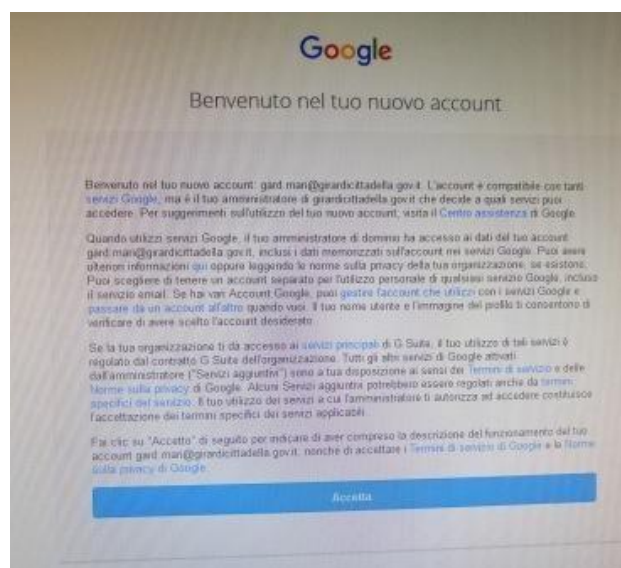 Google
Benvenuto nel tuo nuovo account
Benvenuto nel tuo nuovo account: gard.mari@girardicittadella.gov.it. L'account è compatibile con tanti
servizi Google, ma è il tuo amministratore di girardicittadella.gov.it che decide a quali servizi puoi
accedere. Per suggerimenti sull'utilizzo del tuo nuovo account, visita il Centro assistenza di Google.
Quando utilizzi servizi Google, il tuo amministratore di dominio ha accesso ai dati del tuo account
gard.mari@girardicittadella.gov.it, inclusi i dati memorizzati sull'account nei servizi Google. Puoi avere
ulteriori informazioni qui oppure leggendo le norme sulla privacy della tua organizzazione, se esistono.
Puoi scegliere di tenere un account separato per l'utilizzo personale di qualsiasi servizio Google, incluso
il servizio email. Se hai vari Account Google, puoi gestire l'account che utilizzi con i servizi Google e
passare da un account all'altro quando vuoi. Il tuo nome utente e l'immagine del profilo ti consentono di
verificare di avere scelto l'account desiderato.
Se la tua organizzazione ti dà accesso ai servizi principali di G Suite, il tuo utilizzo di tali servizi è
regolato dal contratto G Suite dell'organizzazione. Tutti gli altri servizi di Google attivati
dall'amministratore ("Servizi aggiuntivi") sono a tua disposizione ai sensi dei Termini di servizio e delle
Norme sulla privacy di Google. Alcuni Servizi aggiuntivi potrebbero essere regolati anche da termini
specifici del servizio. Il tuo utilizzo dei servizi a cui l'amministratore ti autorizza ad accedere costituisce
l'accettazione dei termini specifici dei servizi applicabili.
Fai clic su "Accetto" di seguito per indicare di aver compreso la descrizione del funzionamento del tuo
account gard.mari@girardicittadella.gov.it, nonché di accettare i Termini di servizio di Google e le Norme
sulla privacy di Google.
Accetta